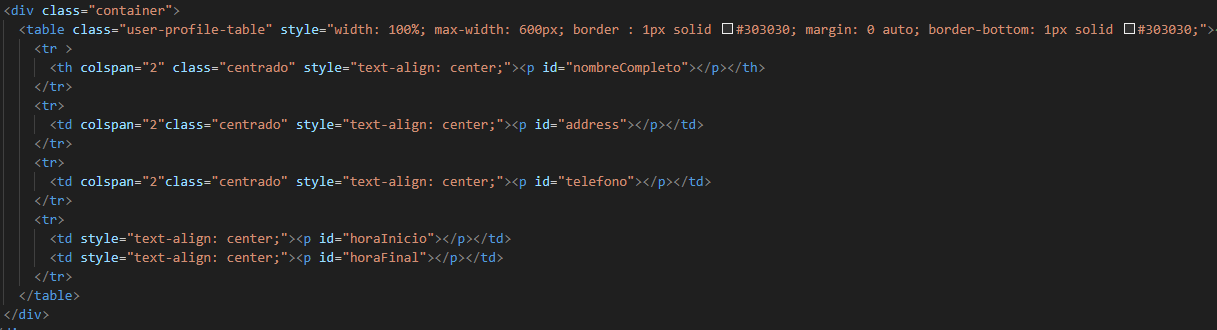 <div class="container">
<table class="user-profile-table" style="width: 100%; max-width: 600px; border : 1px solid #303030; margin: 0 auto; border-bottom: 1px solid #303030;">
<tr >
<th colspan="2" class="centrado" style="text-align: center;"><p id="nombreCompleto"></p></th>
</tr>
<tr>
<td colspan="2"class="centrado" style="text-align: center;"><p id="address"></p></td>
</tr>
<tr>
<td colspan="2"class="centrado" style="text-align: center;"><p id="telefono"></p></td>
</tr>
<tr>
<td style="text-align: center;"><p id="horaInicio"></p></td>
<td style="text-align: center;"><p id="horaFinal"></p></td>
</tr>
</table>
</div>